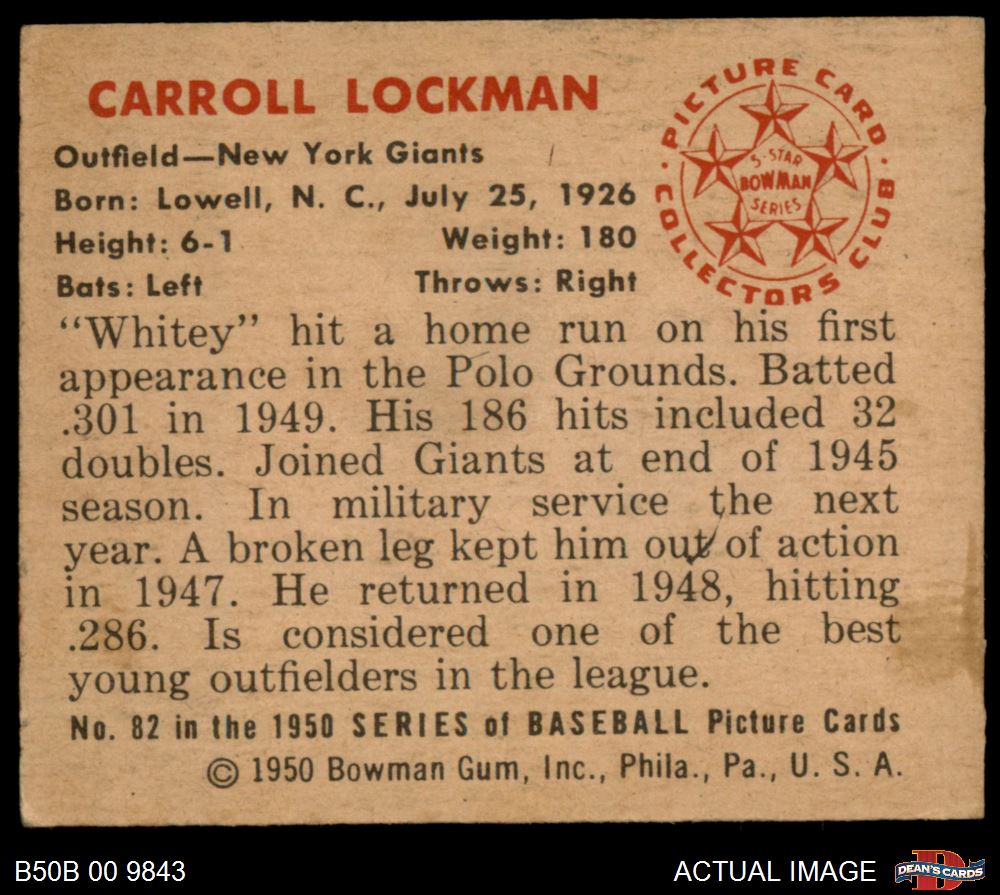 CARROLL LOCKMAN
Outfield—New York Giants
Born: Lowell, N. C., July 25, 1926
Height: 6-1 Weight: 180
Bats: Left Throws: Right
PICTURE CARD
COLLECTORS CLUB
5-STAR
BOWMAN
SERIES
"Whitey" hit a home run on his first
appearance in the Polo Grounds. Batted
.301 in 1949. His 186 hits included 32
doubles. Joined Giants at end of 1945
season. In military service the next
year. A broken leg kept him out of action
in 1947. He returned in 1948, hitting
.286. Is considered one of the best
young outfielders in the league.
No. 82 in the 1950 SERIES of BASEBALL Picture Cards
© 1950 Bowman Gum, Inc., Phila., Pa., U. S. A.
B50B 00 9843
ACTUAL IMAGE
D
DEAN'S CARDS